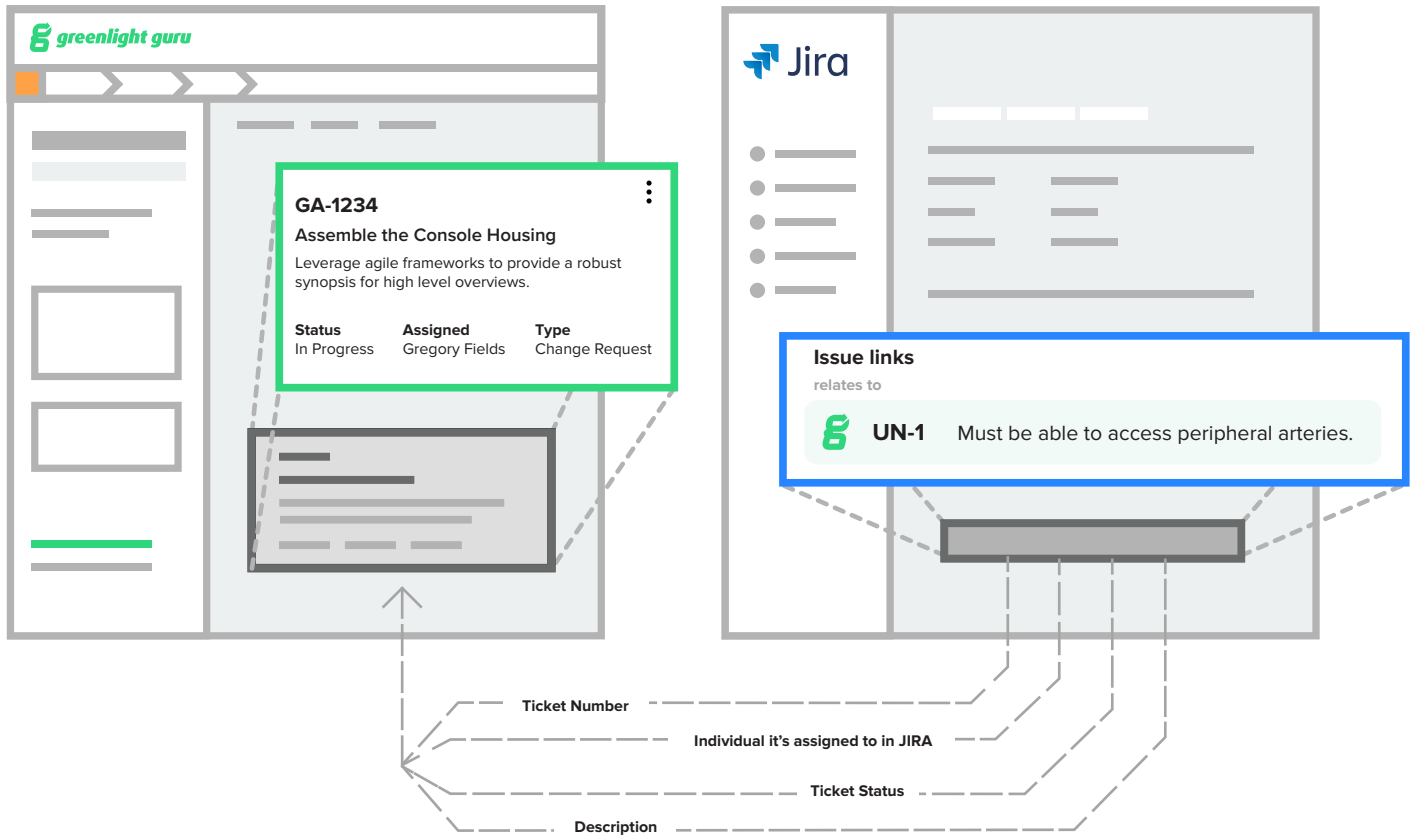 greenlight guru
GA-1234
Assemble the Console Housing
Leverage agile frameworks to provide a robust
synopsis for high level overviews.
Status Assigned Type
In Progress Gregory Fields Change Request
Jira
Issue links
relates to
UN-1 Must be able to access peripheral arteries.
Ticket Number
Individual it's assigned to in JIRA
Ticket Status
Description